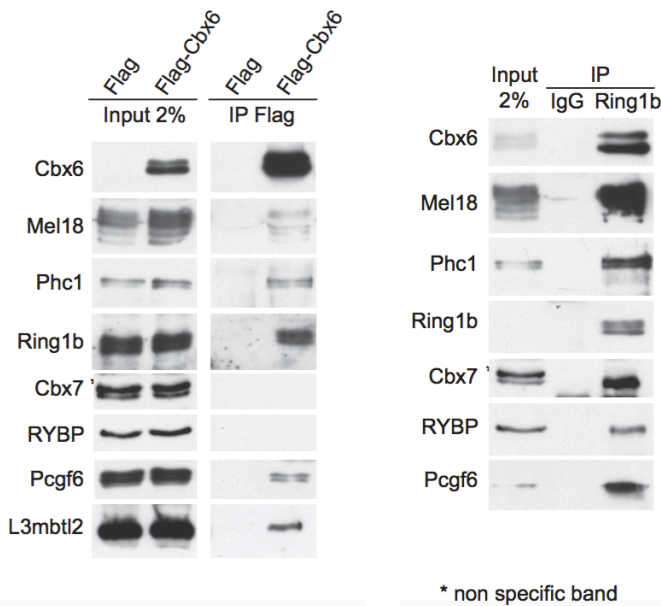 Flag
Flag-Cbx6
Flag
Flag-Cbx6
Input 2%
IP Flag
Cbx6
Mel18
Phc1
Ring1b
Cbx7 *
RYBP
Pcgf6
L3mbtl2
Input
2%
IP
IgG Ring1b
Cbx6
Mel18
Phc1
Ring1b
Cbx7 *
RYBP
Pcgf6
* non specific band